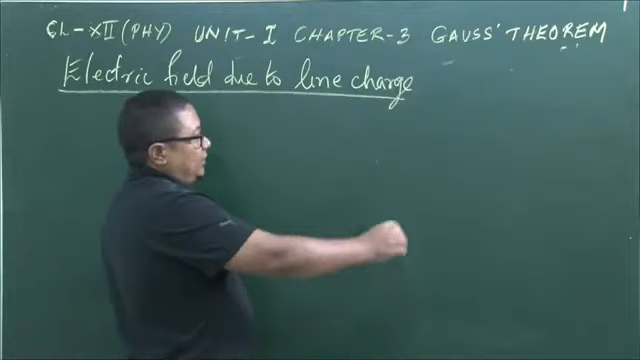 CL-XII (PHY) UNIT-I CHAPTER-3 GAUSS' THEOREM
Electric field due to line charge